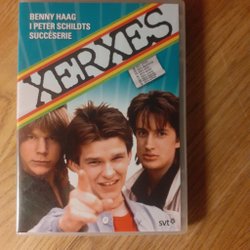 BENNY HAAG
I PETER SCHILDTS
SUCCÉSERIE
XERXES
svt